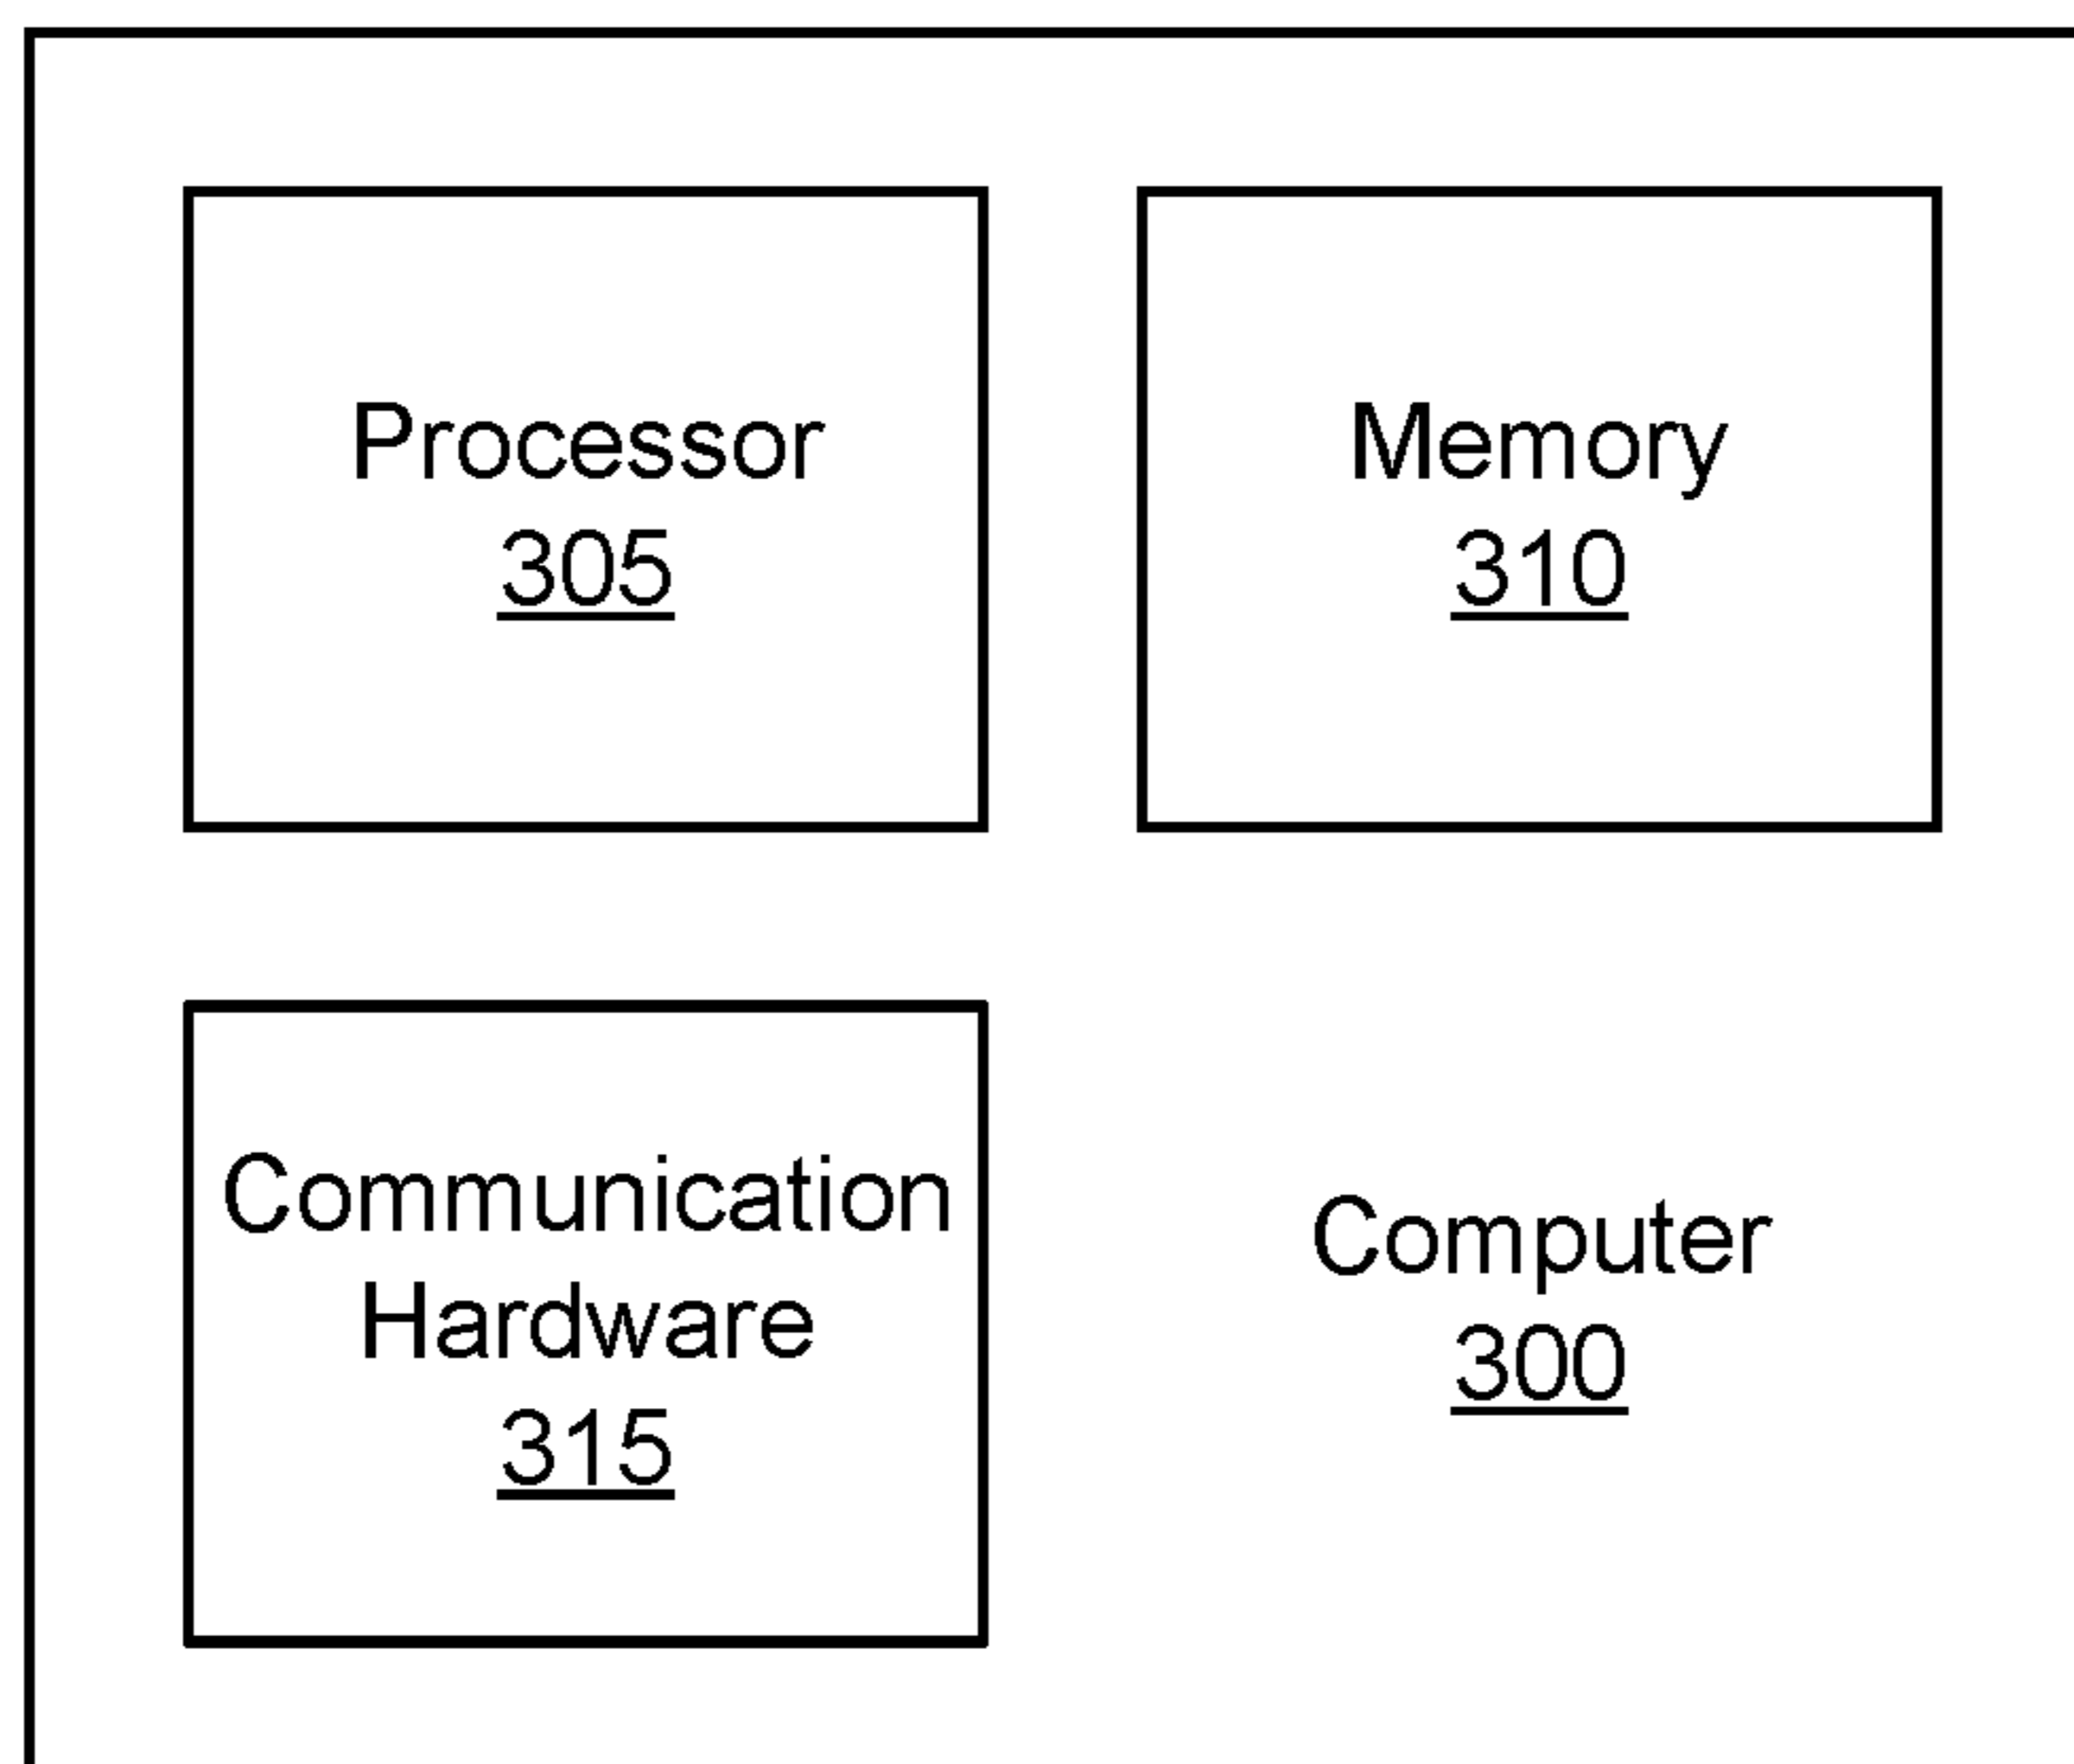 Processor
305
Memory
310
Communication
Hardware
315
Computer
300